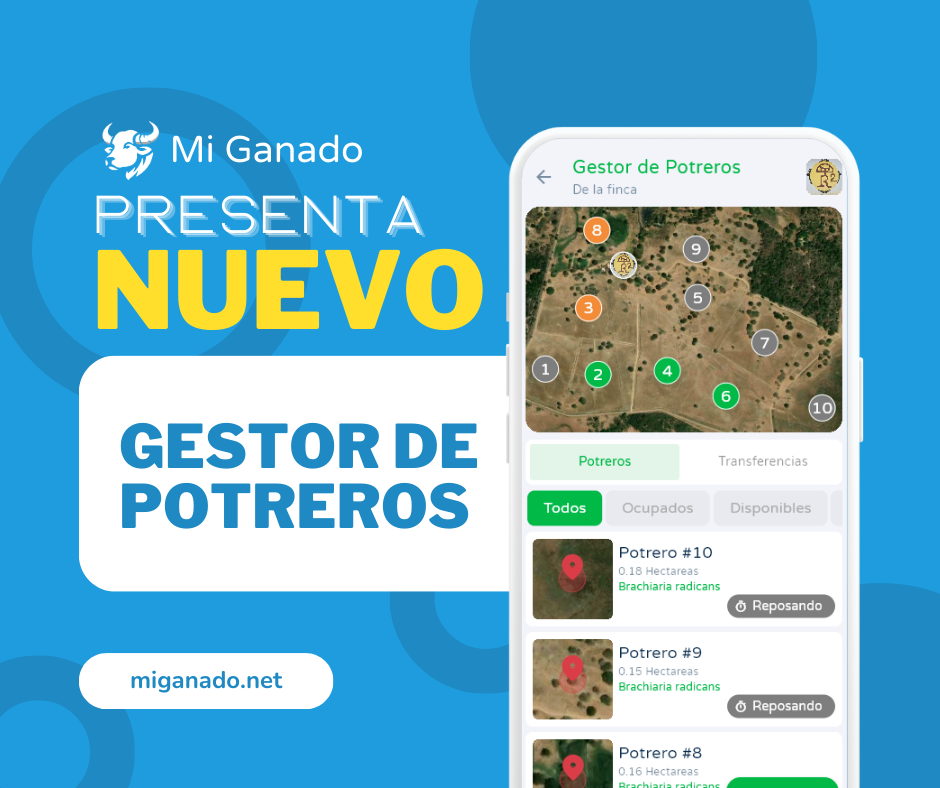 Mi Ganado
PRESENTA
NUEVO
GESTOR DE
POTREROS
miganado.net
Gestor de Potreros
De la finca
8
9
3
5
7
1
2
4
6
10
Potreros
Transferencias
Todos
Ocupados
Disponibles
Potrero #10
0.18 Hectareas
Brachiaria radicans
Reposando
Potrero #9
0.15 Hectareas
Brachiaria radicans
Reposando
Potrero #8
0.16 Hectareas
Brachiaria radicans